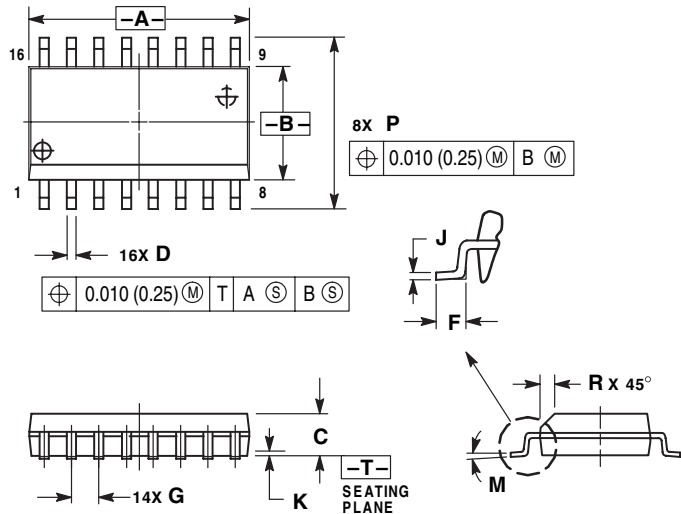 –A–
16
9
–B–
8X P
⌖ 0.010 (0.25) Ⓜ B Ⓜ
1
8
16X D
⌖ 0.010 (0.25) Ⓜ T A Ⓢ B Ⓢ
J
F
R X 45°
C
–T–
SEATING
PLANE
14X G
K
M